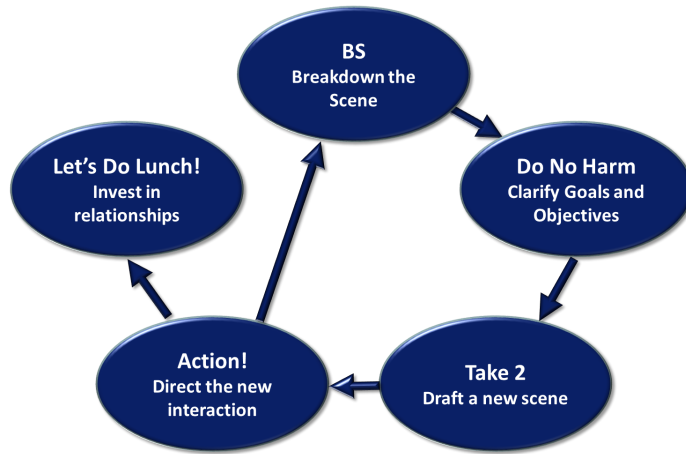 BS
Breakdown the
Scene
Do No Harm
Clarify Goals and
Objectives
Take 2
Draft a new scene
Action!
Direct the new
interaction
Let's Do Lunch!
Invest in
relationships